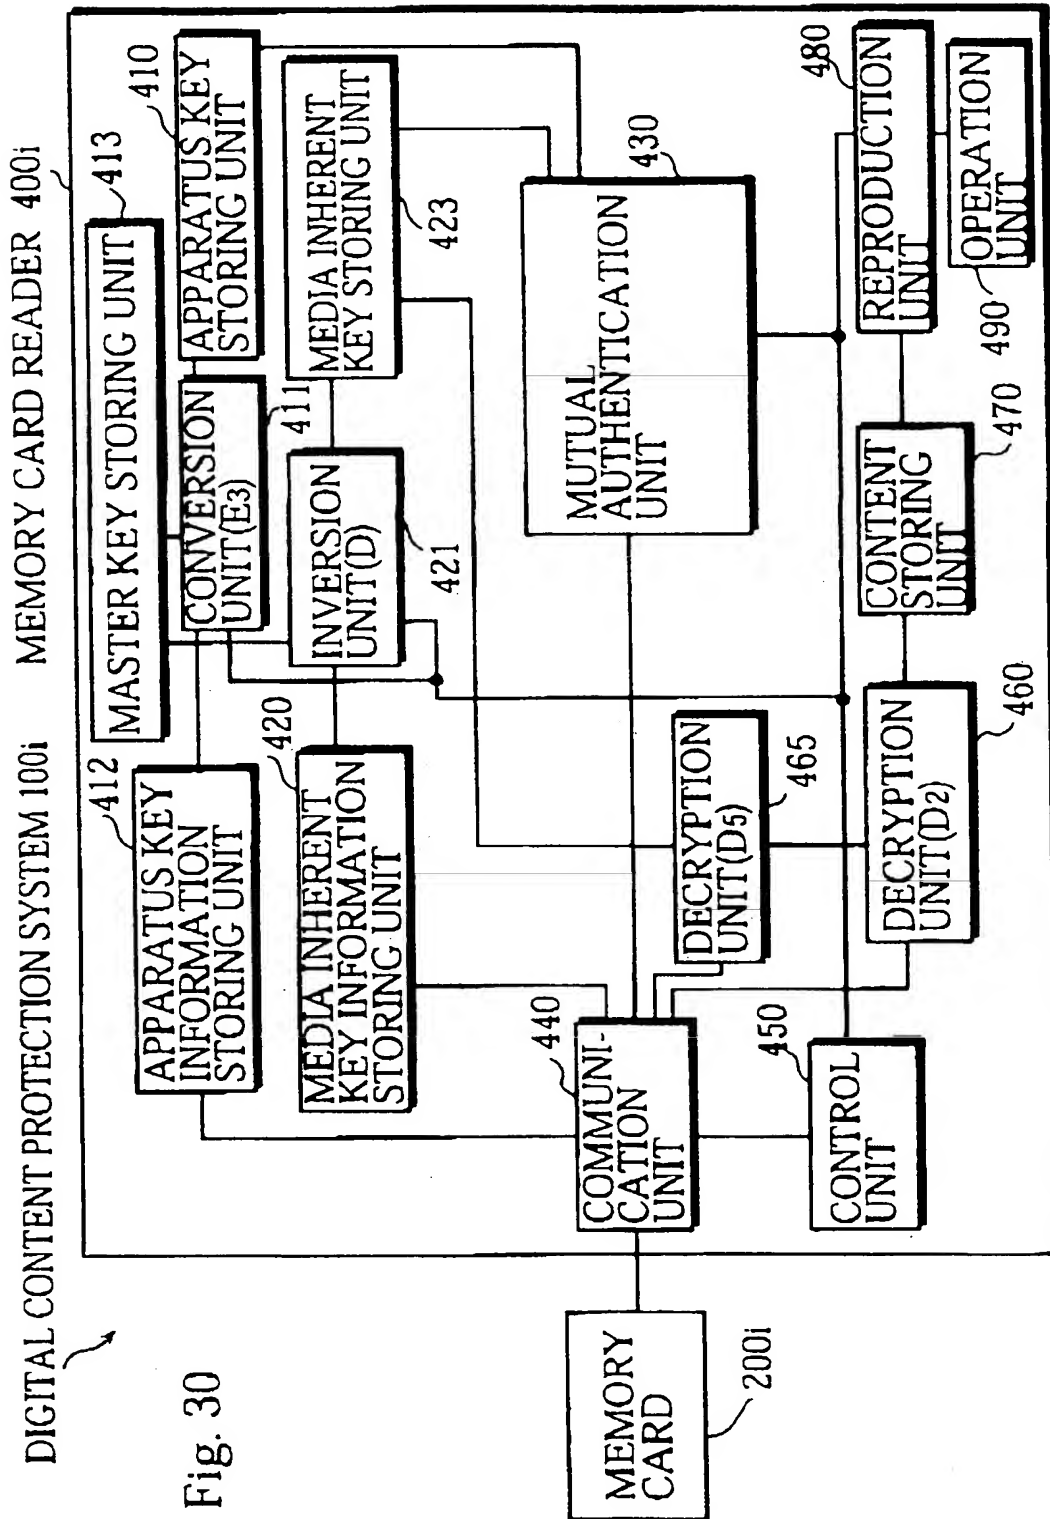 DIGITAL CONTENT PROTECTION SYSTEM 100i
MEMORY CARD READER 400i
Fig. 30
MASTER KEY STORING UNIT
413
412
APPARATUS KEY
INFORMATION
STORING UNIT
CONVERSION
UNIT(E3)
411
APPARATUS KEY
STORING UNIT
410
420
MEDIA INHERENT
KEY INFORMATION
STORING UNIT
INVERSION
UNIT(D)
421
MEDIA INHERENT
KEY STORING UNIT
423
MEMORY
CARD
200i
440
COMMUNI-
CATION
UNIT
MUTUAL
AUTHENTICATION
UNIT
430
DECRYPTION
UNIT(D5)
465
450
CONTROL
UNIT
DECRYPTION
UNIT(D2)
460
CONTENT
STORING
UNIT
470
480
REPRODUCTION
UNIT
490
OPERATION
UNIT